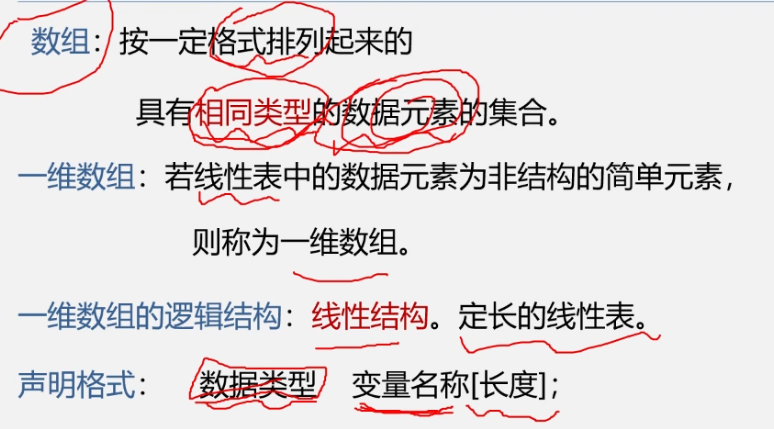 数组：按一定格式排列起来的
具有相同类型的数据元素的集合。
一维数组：若线性表中的数据元素为非结构的简单元素，
则称为一维数组。
一维数组的逻辑结构：线性结构。定长的线性表。
声明格式： 数据类型 变量名称[长度]；